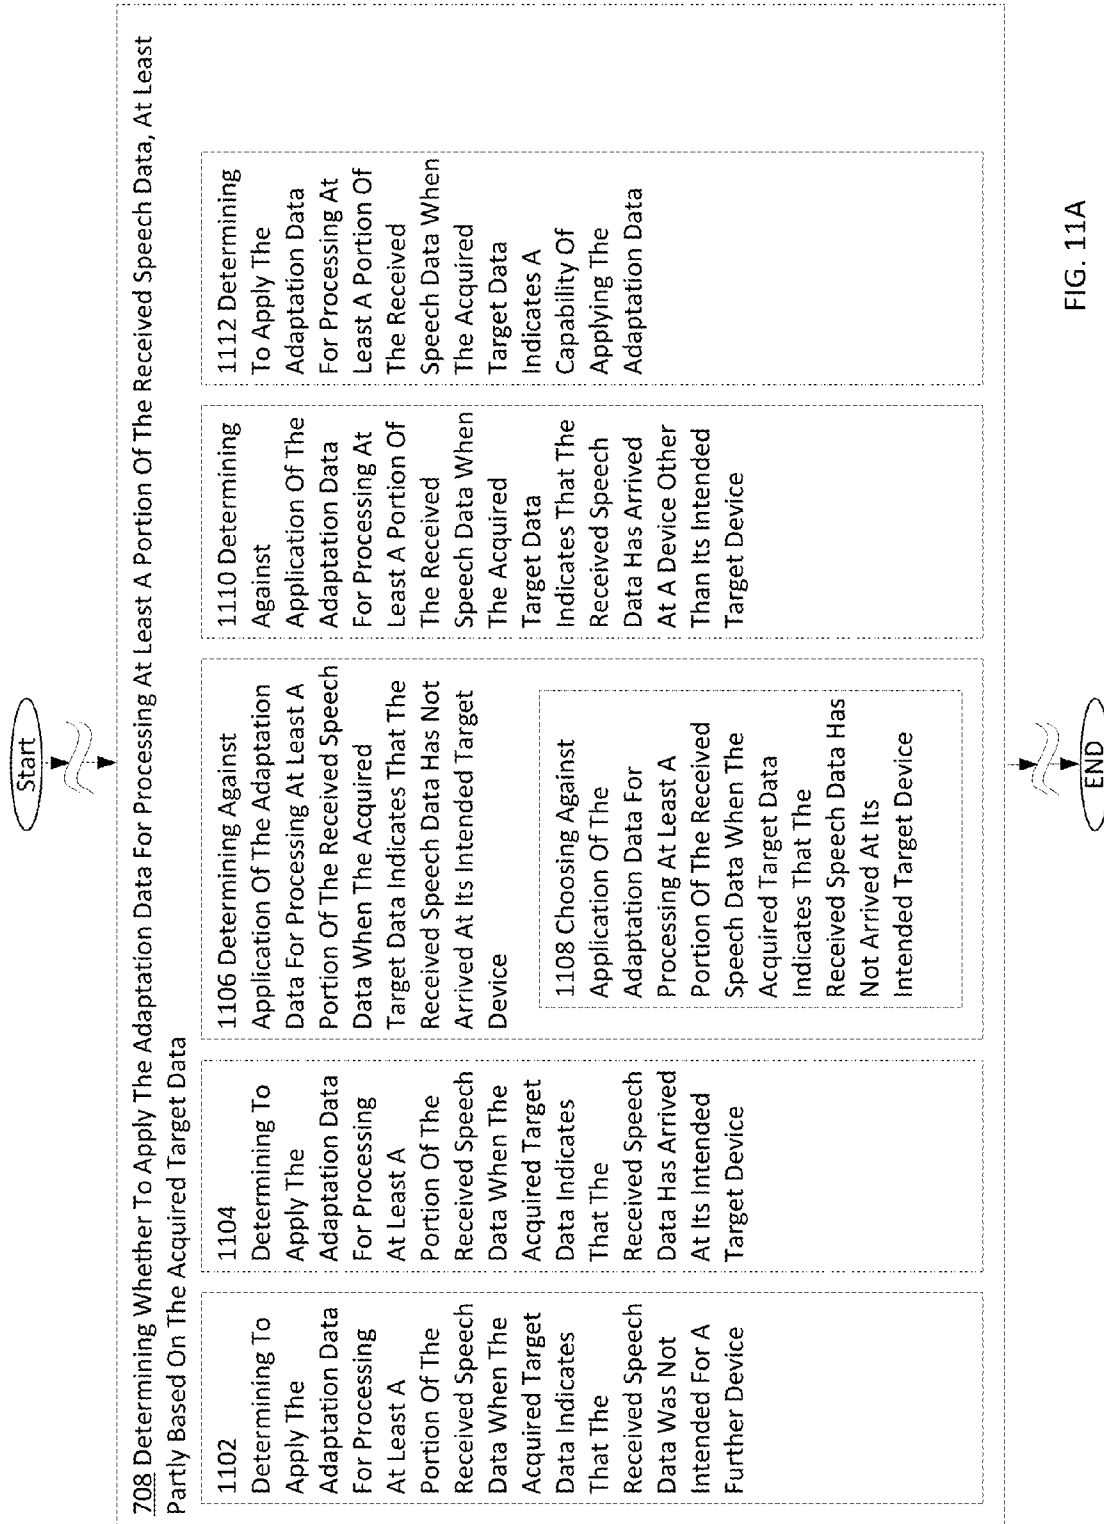 Start
708 Determining Whether To Apply The Adaptation Data For Processing At Least A Portion Of The Received Speech Data, At Least
Partly Based On The Acquired Target Data
1102
Determining To
Apply The
Adaptation Data
For Processing
At Least A
Portion Of The
Received Speech
Data When The
Acquired Target
Data Indicates
That The
Received Speech
Data Was Not
Intended For A
Further Device
1104
Determining To
Apply The
Adaptation Data
For Processing
At Least A
Portion Of The
Received Speech
Data When The
Acquired Target
Data Indicates
That The
Received Speech
Data Has Arrived
At Its Intended
Target Device
1106 Determining Against
Application Of The Adaptation
Data For Processing At Least A
Portion Of The Received Speech
Data When The Acquired
Target Data Indicates That The
Received Speech Data Has Not
Arrived At Its Intended Target
Device
1108 Choosing Against
Application Of The
Adaptation Data For
Processing At Least A
Portion Of The Received
Speech Data When The
Acquired Target Data
Indicates That The
Received Speech Data Has
Not Arrived At Its
Intended Target Device
1110 Determining
Against
Application Of The
Adaptation Data
For Processing At
Least A Portion Of
The Received
Speech Data When
The Acquired
Target Data
Indicates That The
Received Speech
Data Has Arrived
At A Device Other
Than Its Intended
Target Device
1112 Determining
To Apply The
Adaptation Data
For Processing At
Least A Portion Of
The Received
Speech Data When
The Acquired
Target Data
Indicates A
Capability Of
Applying The
Adaptation Data
END
FIG. 11A